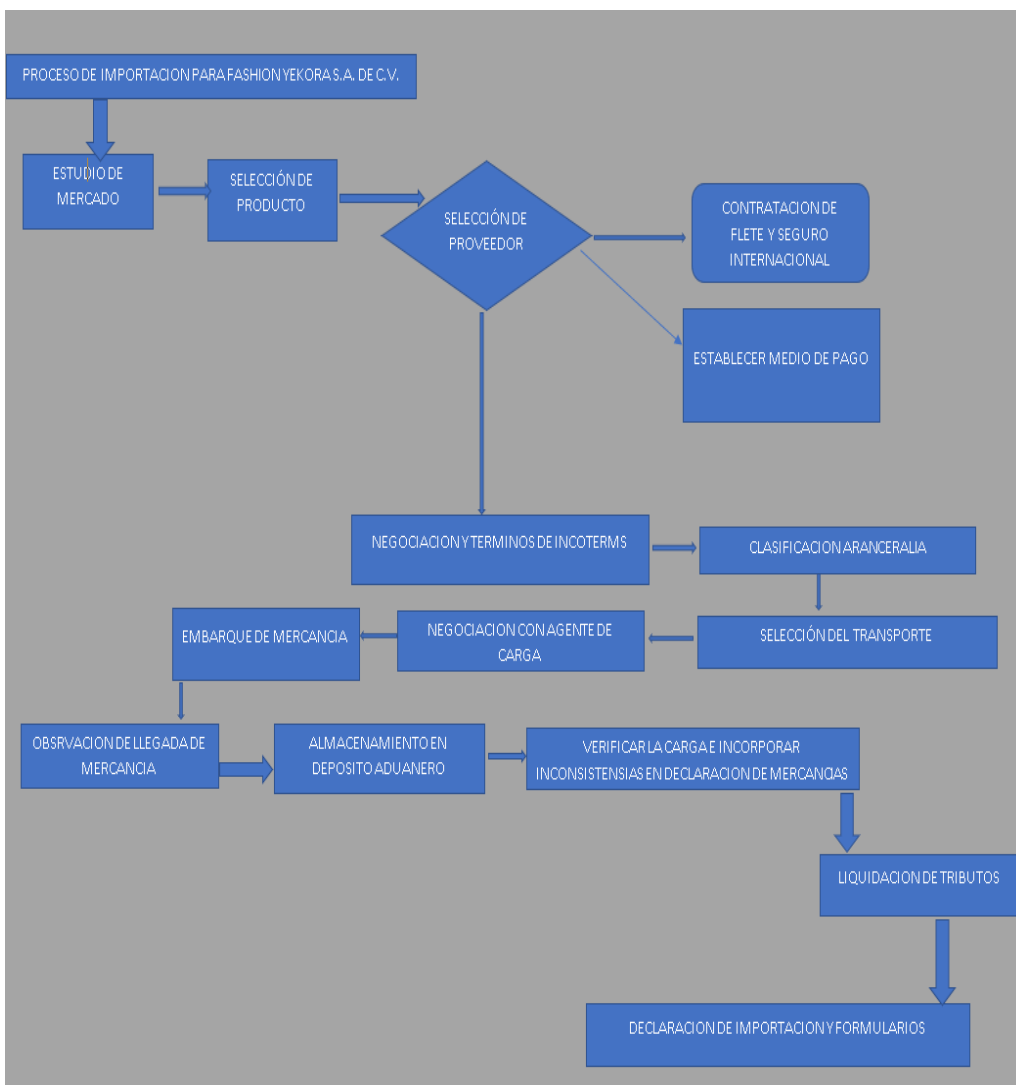 PROCESO DE IMPORTACION PARA FASHION YEKORA S.A. DE C.V.
ESTUDIO DE
MERCADO
SELECCIÓN DE
PRODUCTO
SELECCIÓN DE
PROVEEDOR
CONTRATACION DE
FLETE Y SEGURO
INTERNACIONAL
ESTABLECER MEDIO DE PAGO
NEGOCIACION Y TERMINOS DE INCOTERMS
CLASIFICACION ARANCERALIA
SELECCIÓN DEL TRANSPORTE
NEGOCIACION CON AGENTE DE
CARGA
EMBARQUE DE MERCANCIA
OBSRVACION DE LLEGADA DE
MERCANCIA
ALMACENAMIENTO EN
DEPOSITO ADUANERO
VERIFICAR LA CARGA E INCORPORAR
INCONSISTENSIAS EN DECLARACION DE MERCANCIAS
LIQUIDACION DE TRIBUTOS
DECLARACION DE IMPORTACION Y FORMULARIOS